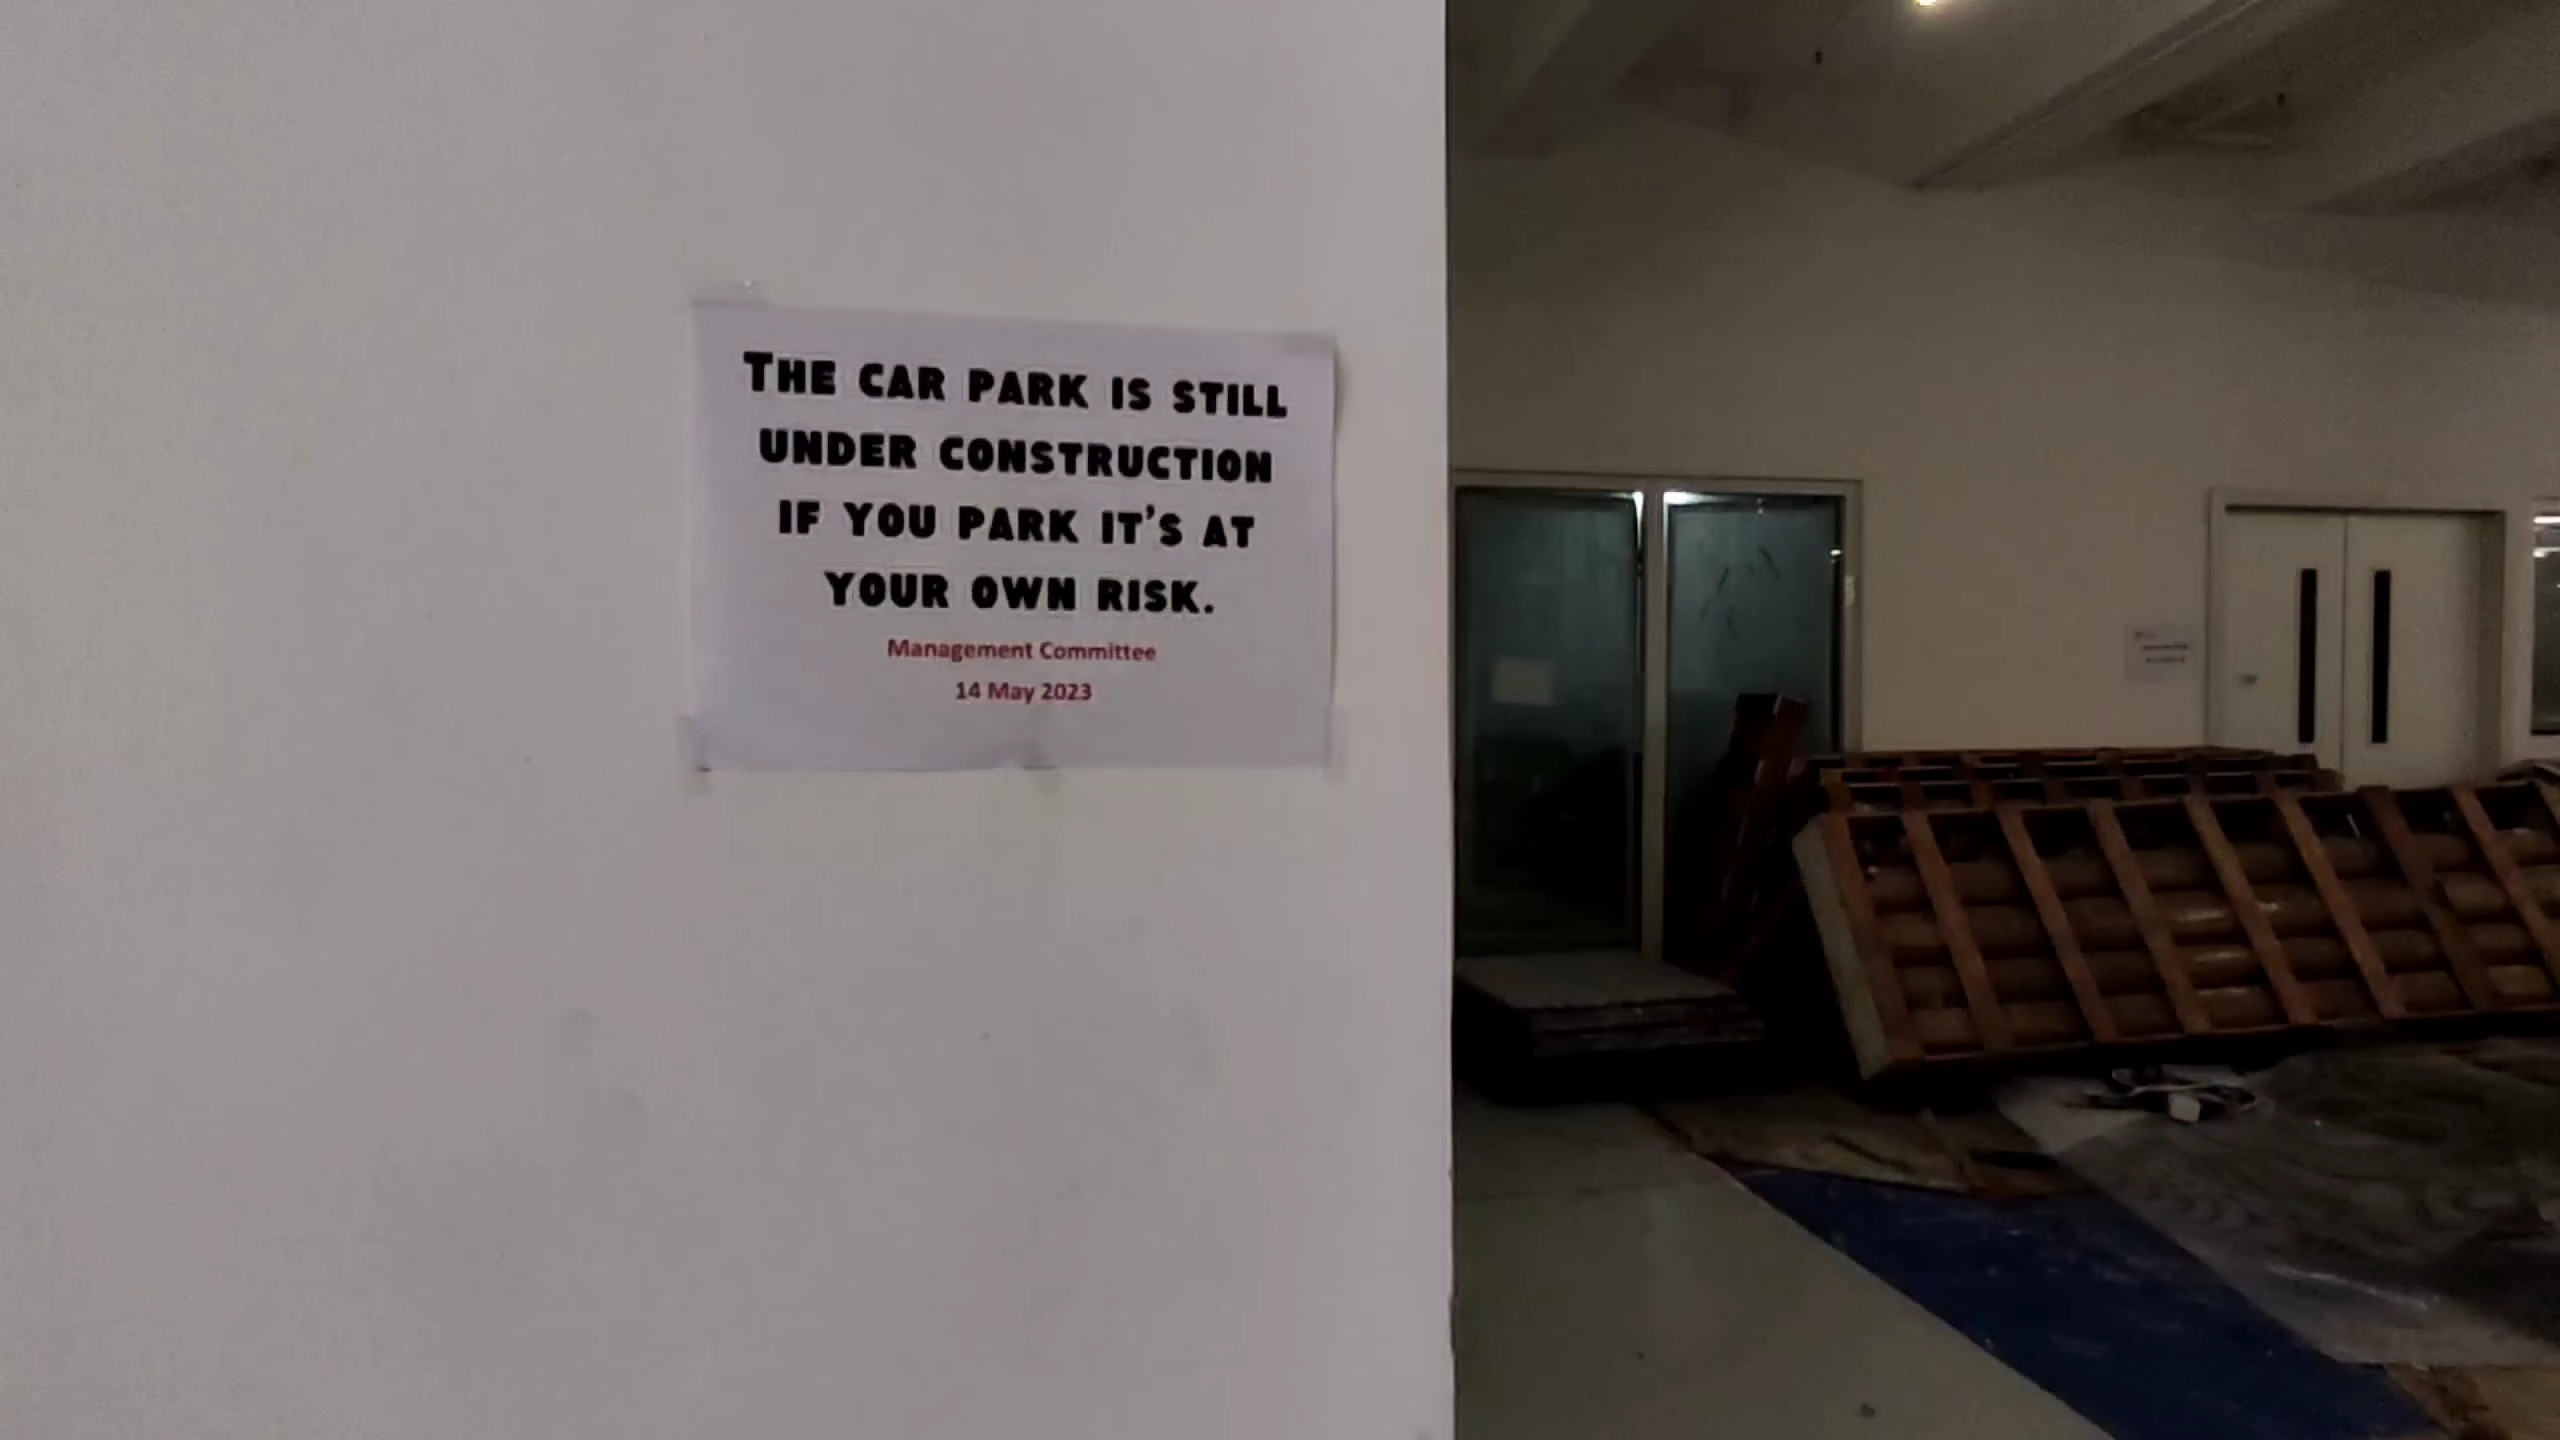 THE CAR PARK IS STILL
UNDER CONSTRUCTION
IF YOU PARK IT'S AT
YOUR OWN RISK.
Management Committee
14 May 2023